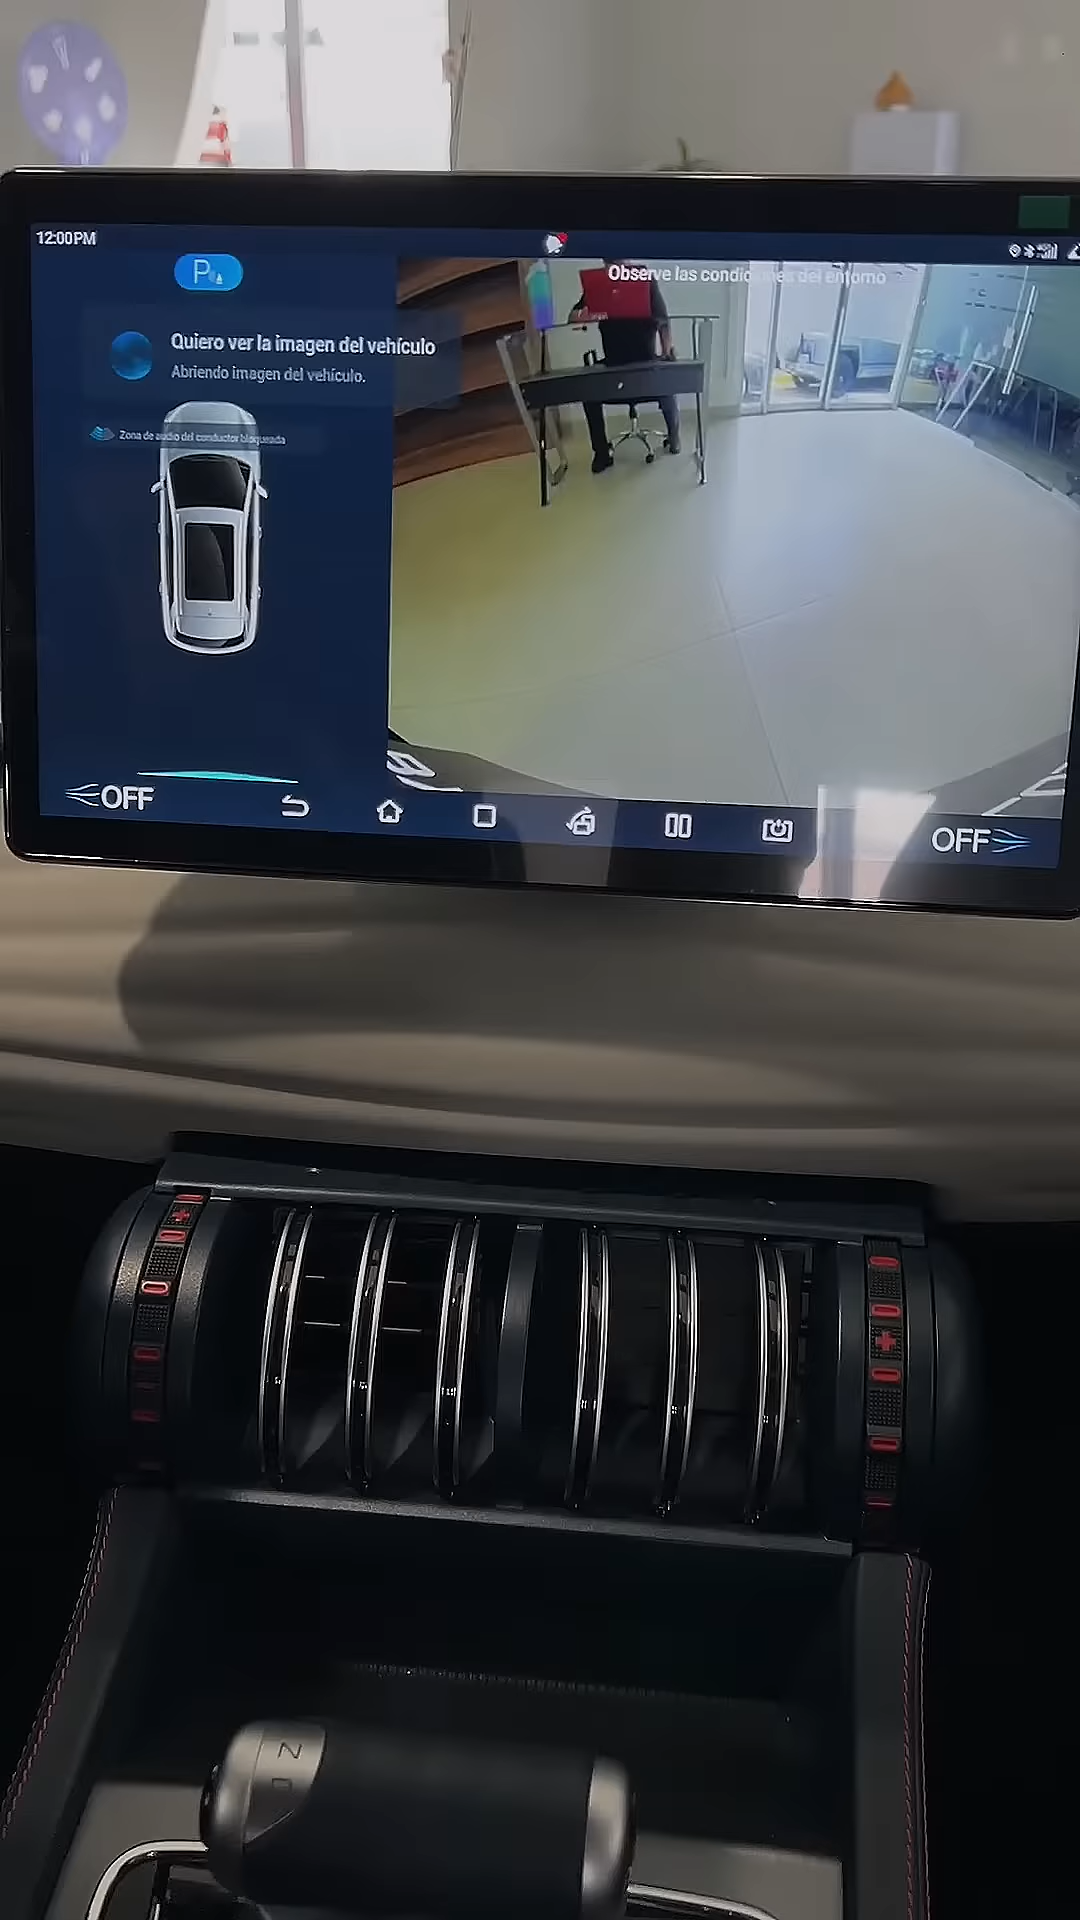 12:00PM
P
Observe las condiciones del entorno
Quiero ver la imagen del vehículo
Abriendo imagen del vehículo.
Zona de audio del conductor bloqueada
OFF
OFF
N
D